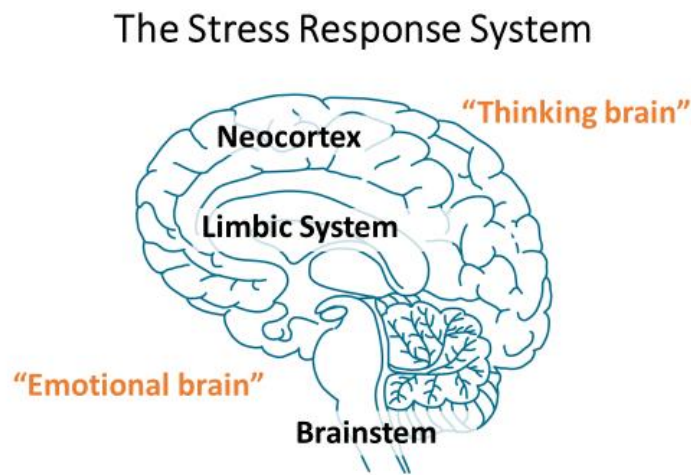 The Stress Response System
“Thinking brain”
Neocortex
Limbic System
“Emotional brain”
Brainstem